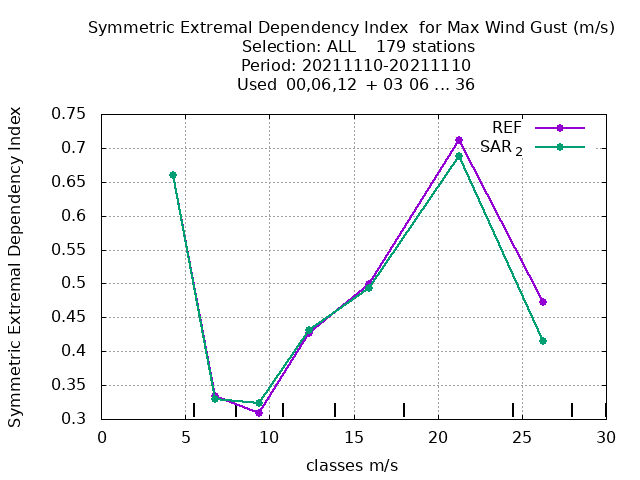 Symmetric Extremal Dependency Index  for Max Wind Gust (m/s)
Selection: ALL    179 stations
Period: 20211110-20211110
Used  00,06,12  + 03 06 ... 36
Symmetric Extremal Dependency Index
0.75
0.7
0.65
0.6
0.55
0.5
0.45
0.4
0.35
0.3
REF
SAR 2
0 5 10 15 20 25 30
classes m/s